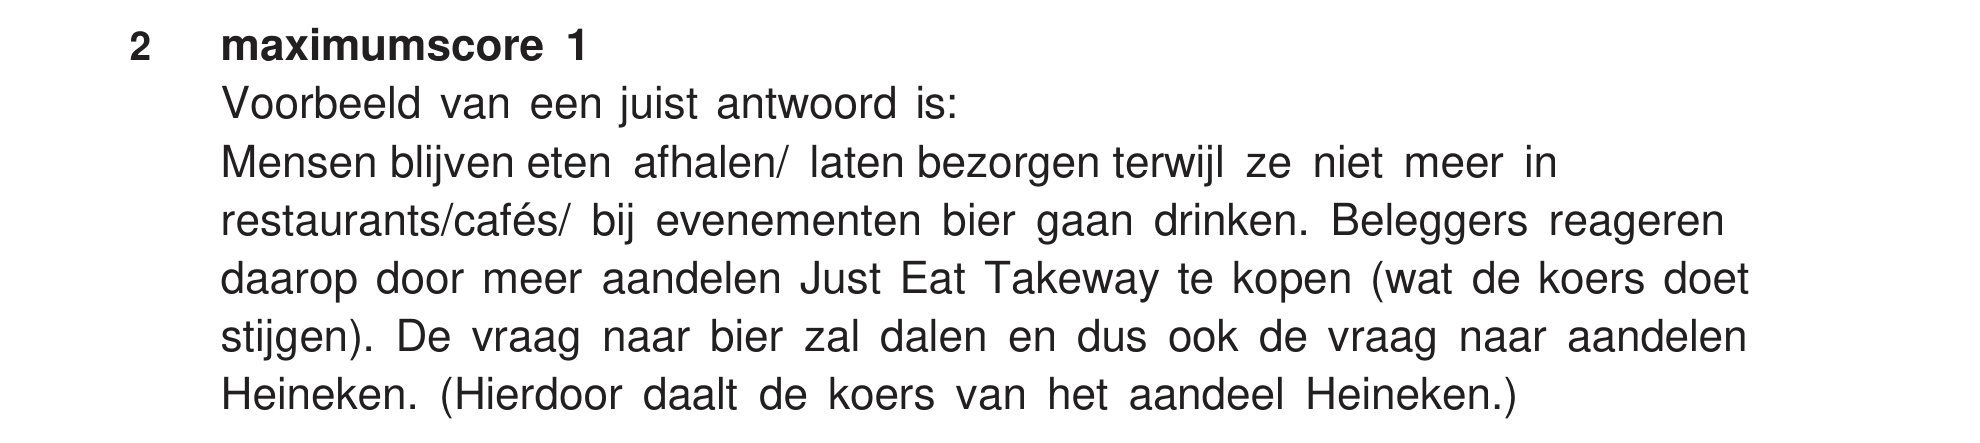 2 maximumscore 1
Voorbeeld van een juist antwoord is:
Mensen blijven eten afhalen/ laten bezorgen terwijl ze niet meer in
restaurants/cafés/ bij evenementen bier gaan drinken. Beleggers reageren
daarop door meer aandelen Just Eat Takeway te kopen (wat de koers doet
stijgen). De vraag naar bier zal dalen en dus ook de vraag naar aandelen
Heineken. (Hierdoor daalt de koers van het aandeel Heineken.)